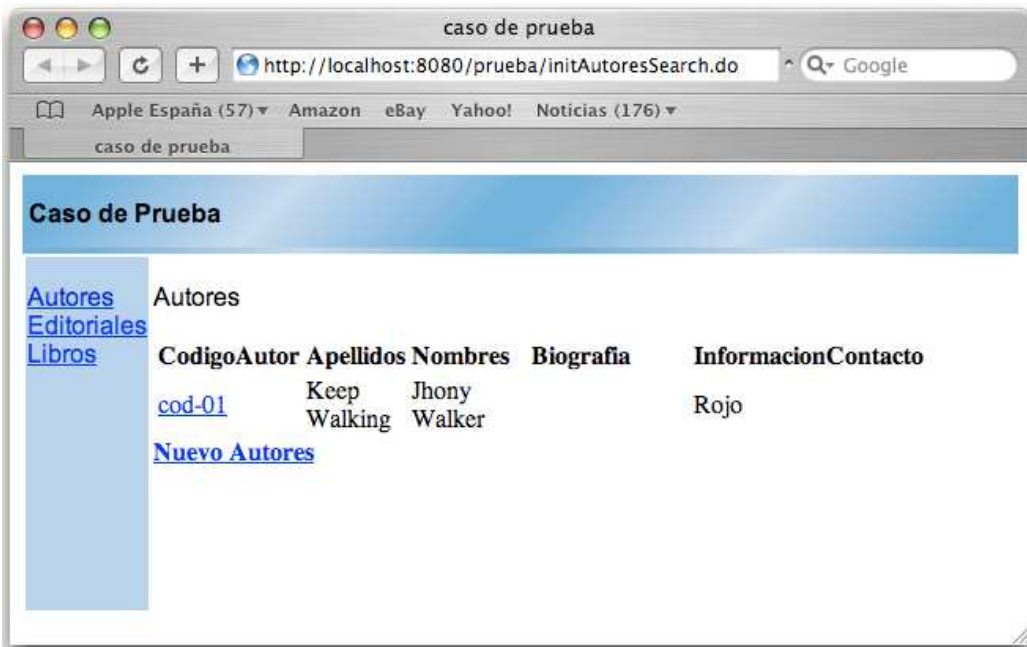 caso de prueba
http://localhost:8080/prueba/initAutoresSearch.do
Google
Apple España (57) Amazon eBay Yahoo! Noticias (176)
caso de prueba
Caso de Prueba
Autores
Editoriales
Libros
Autores
CodigoAutor Apellidos Nombres Biografia InformacionContacto
cod-01 Keep Walking Jhony Walker Rojo
Nuevo Autores